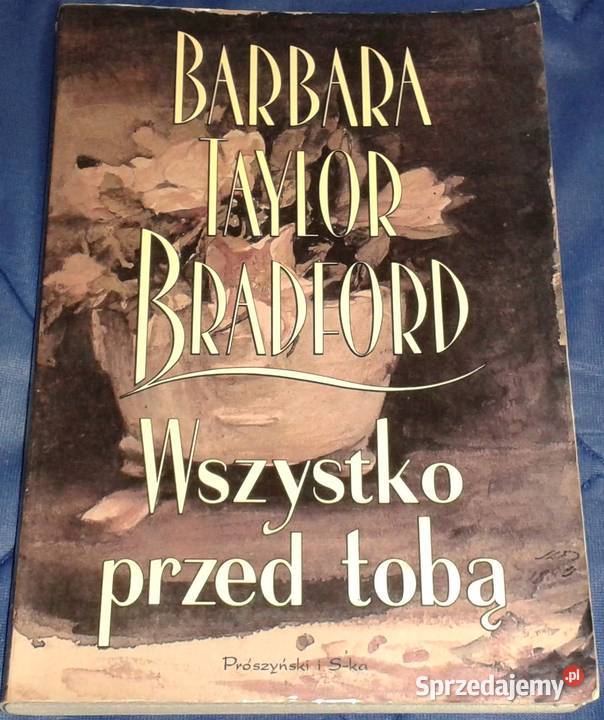 BARBARA
TAYLOR
BRADFORD
Wszystko
przed tobą
Prószyński i S-ka
Sprzedajemy.pl